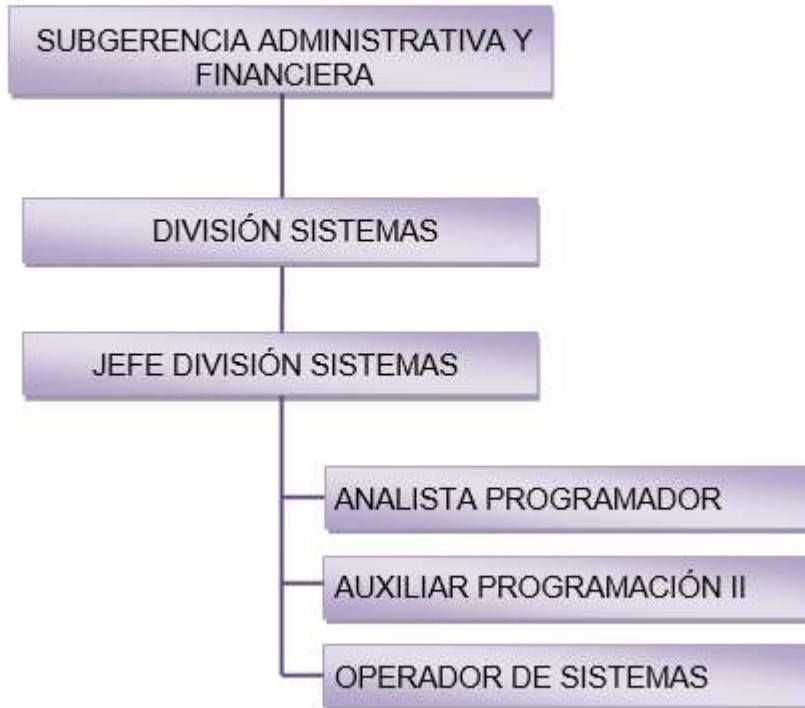 SUBGERENCIA ADMINISTRATIVA Y
FINANCIERA
DIVISIÓN SISTEMAS
JEFE DIVISIÓN SISTEMAS
ANALISTA PROGRAMADOR
AUXILIAR PROGRAMACIÓN II
OPERADOR DE SISTEMAS